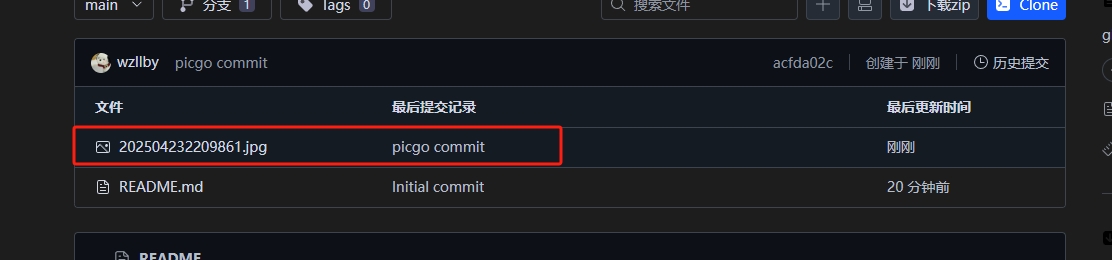 main 分支 1 Tags 0 搜索文件 下载zip Clone
wzllby picgo commit acfda02c 创建于 刚刚 历史提交
文件 最后提交记录 最后更新时间
202504232209861.jpg picgo commit 刚刚
README.md Initial commit 20 分钟前
README